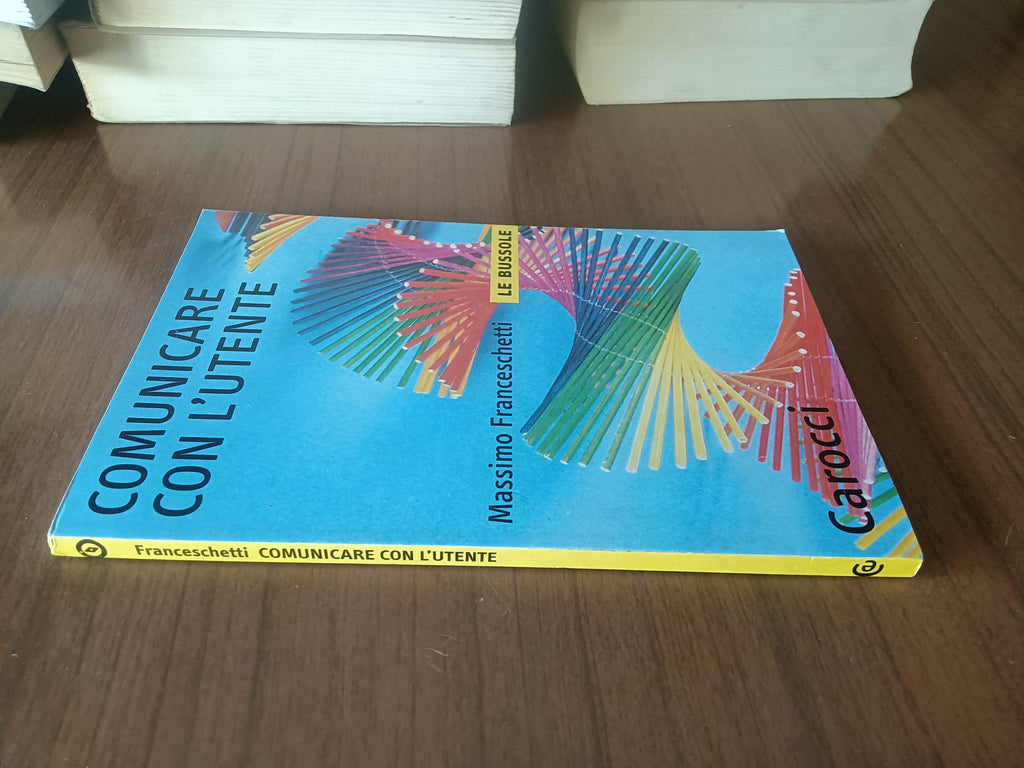 COMUNICARE
CON L'UTENTE
Massimo Franceschetti
LE BUSSOLE
Carocci
Franceschetti COMUNICARE CON L'UTENTE